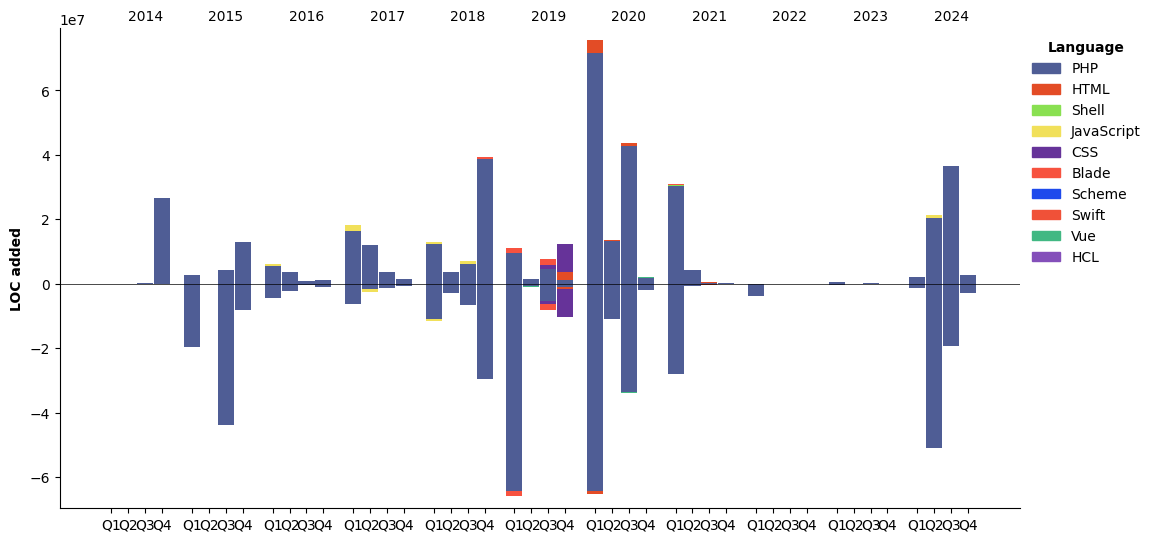 1e7
2014 2015 2016 2017 2018 2019 2020 2021 2022 2023 2024
LOC added
6
4
2
0
−2
−4
−6
Q1Q2Q3Q4 Q1Q2Q3Q4 Q1Q2Q3Q4 Q1Q2Q3Q4 Q1Q2Q3Q4 Q1Q2Q3Q4 Q1Q2Q3Q4 Q1Q2Q3Q4 Q1Q2Q3Q4 Q1Q2Q3Q4 Q1Q2Q3Q4
Language
PHP
HTML
Shell
JavaScript
CSS
Blade
Scheme
Swift
Vue
HCL